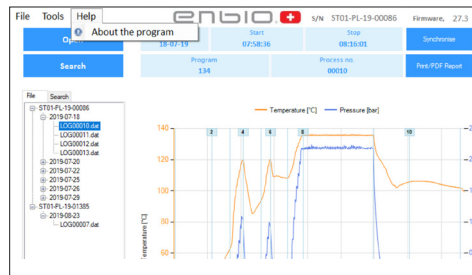 File Tools Help
enbio. S/N ST01-PL-19-00086 Firmware, 27.3
About the program
Open
18-07-19
Start
07:58:36
Stop
08:16:01
Synchronise
Search
Program
134
Process no.
00010
Print/PDF Report
File Search
ST01-PL-19-00086
2019-07-18
LOG00010.dat
LOG00011.dat
LOG00012.dat
LOG00013.dat
2019-07-20
2019-07-22
2019-07-25
2019-07-26
2019-07-29
ST01-PL-19-01385
2019-08-23
LOG00007.dat
Temperature [°C] Pressure [bar]
2 4 6 8 10
140
120
100
80
60
emperature [°C]